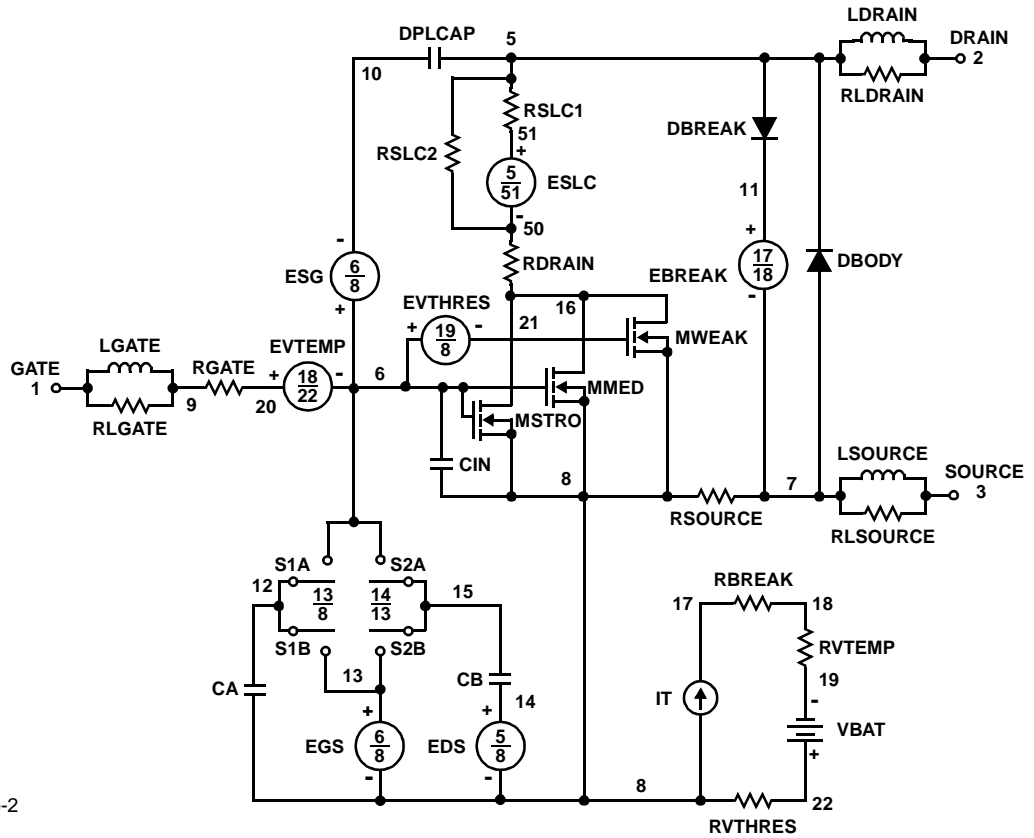 LDRAIN
DPLCAP 5 DRAIN
10 2
RLDRAIN
RSLC1
51 DBREAK
RSLC2 +
5
51
ESLC
11
-
50
+
17
18
EBREAK
-
DBODY
RDRAIN
-
6
8
ESG
+
EVTHRES 16
+ 19
8
- 21
MWEAK
LGATE EVTEMP
GATE RGATE + 18
22
- 6
1 MMED
9 20
RLGATE MSTRO
CIN LSOURCE
8 7 SOURCE
3
RSOURCE
RLSOURCE
S1A S2A
12 13
8
14
13
15
S1B S2B
13
CA CB
14
+ +
EGS 6
8
EDS 5
8
- -
RBREAK
17 18
RVTEMP
19
IT -
VBAT
+
8 22
RVTHRES
-2